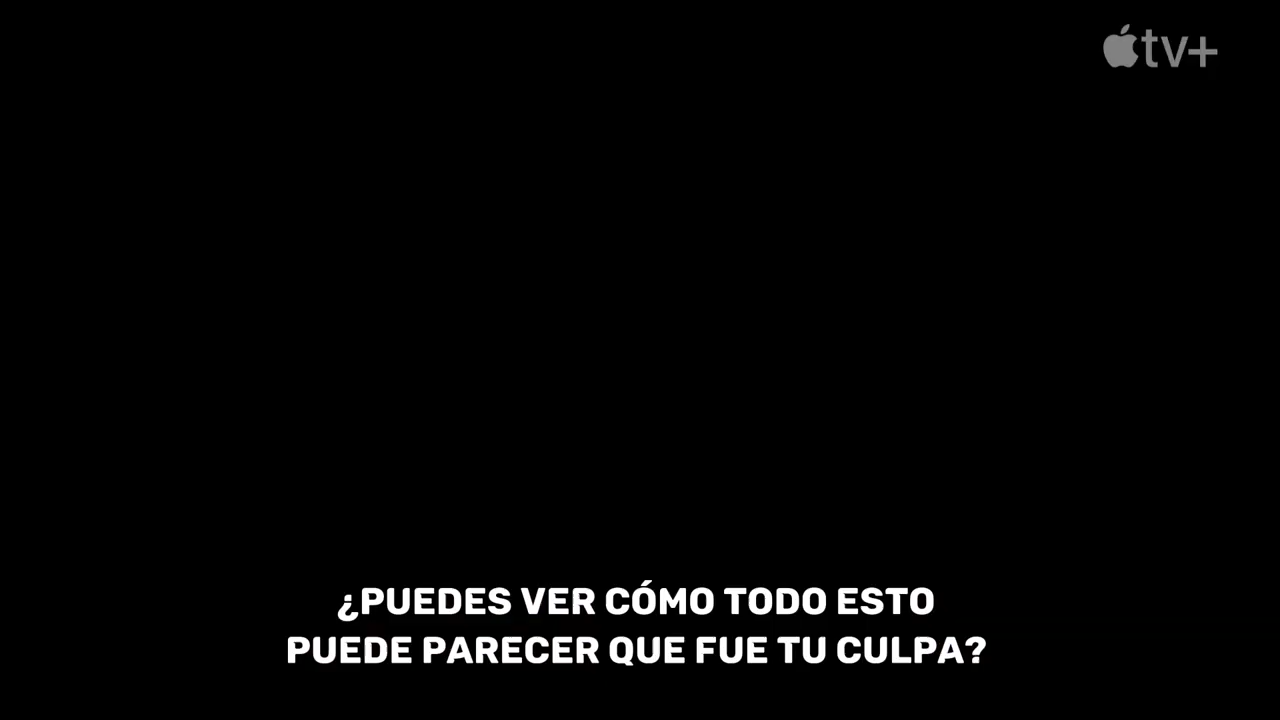 tv+
¿PUEDES VER CÓMO TODO ESTO
PUEDE PARECER QUE FUE TU CULPA?